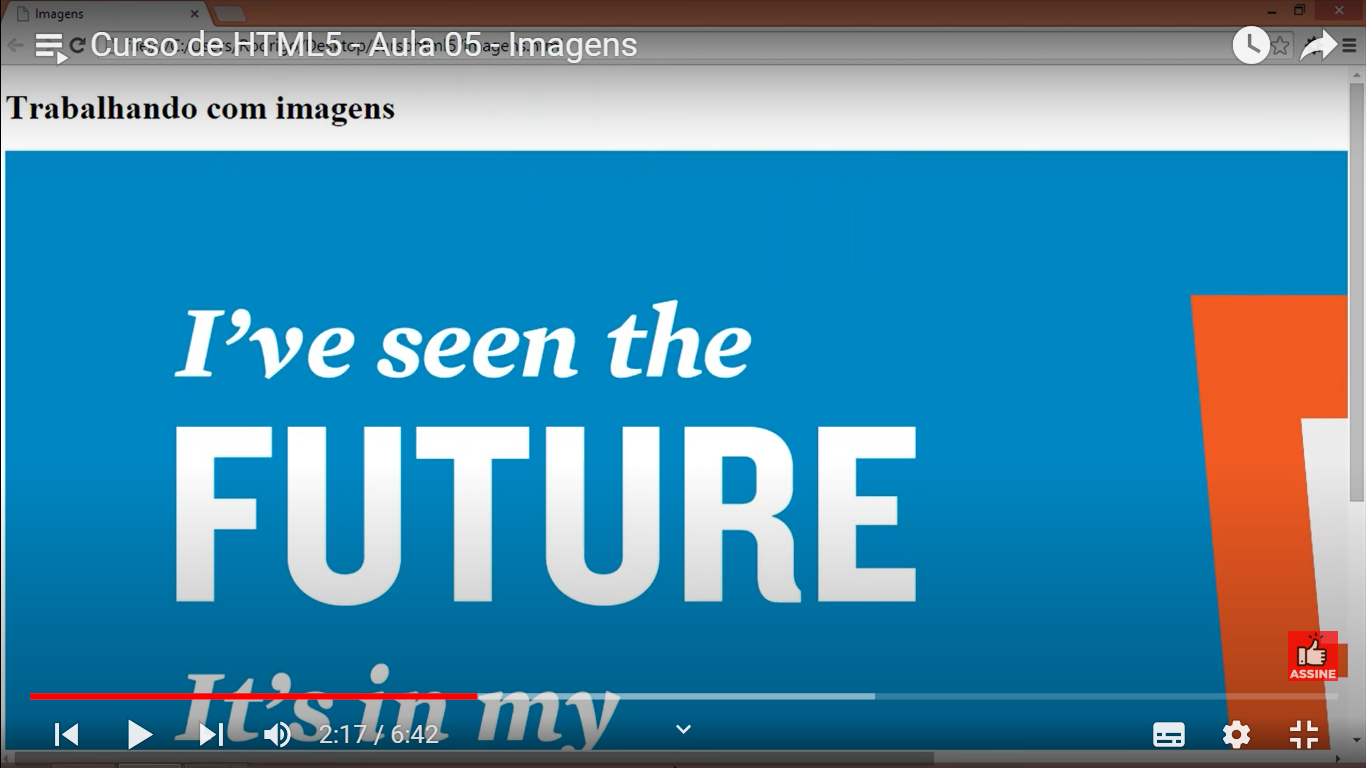 Imagens
Curso de HTML5 - Aula 05 - Imagens
Trabalhando com imagens
I've seen the
FUTURE
It's in my
ASSINE
2:17 / 6:42